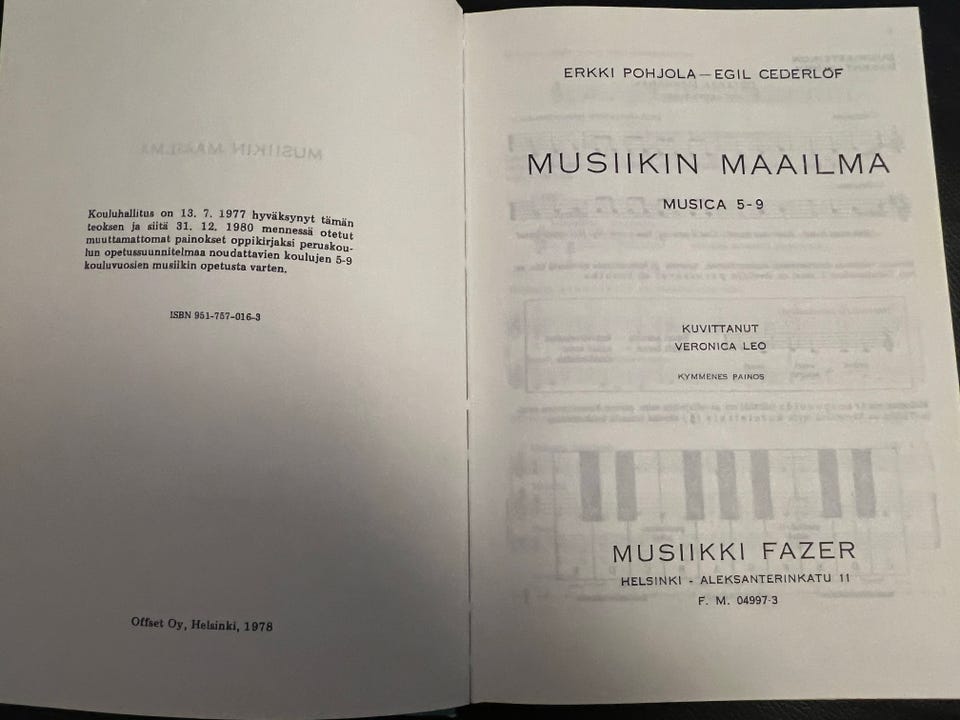 Kouluhallitus on 13. 7. 1977 hyväksynyt tämän
teoksen ja siitä 31. 12. 1980 mennessä otetut
muuttamattomat painokset oppikirjaksi peruskou-
lun opetussuunnitelmaa noudattavien koulujen 5-9
kouluvuosien musiikin opetusta varten.
ISBN 951-757-016-3
Offset Oy, Helsinki, 1978
ERKKI POHJOLA — EGIL CEDERLÖF
MUSIIKIN MAAILMA
MUSICA 5-9
KUVITTANUT
VERONICA LEO
KYMMENES PAINOS
MUSIIKKI FAZER
HELSINKI - ALEKSANTERINKATU 11
F. M. 04997-3